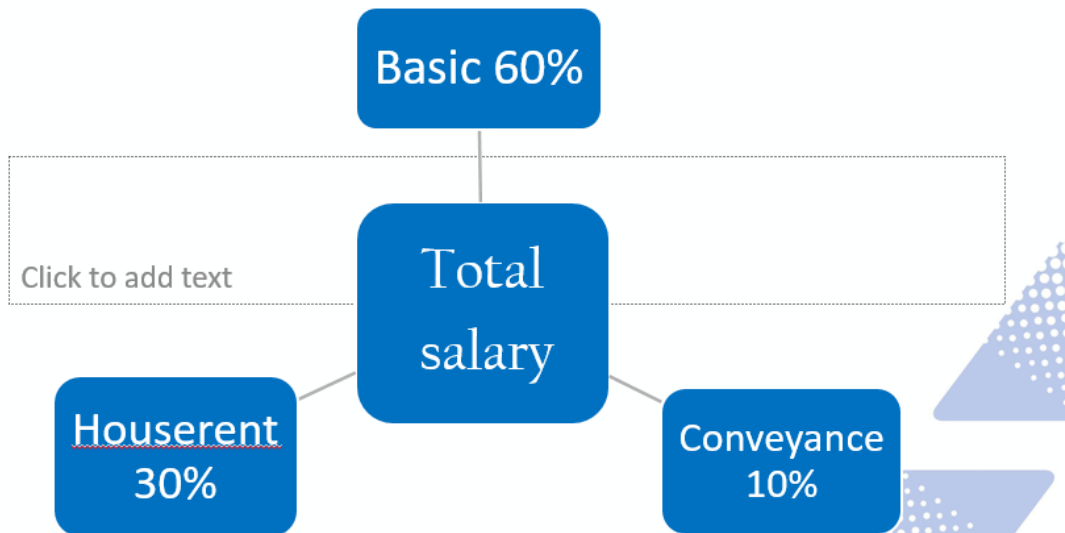 Basic 60%
Click to add text
Total
salary
Houserent
30%
Conveyance
10%